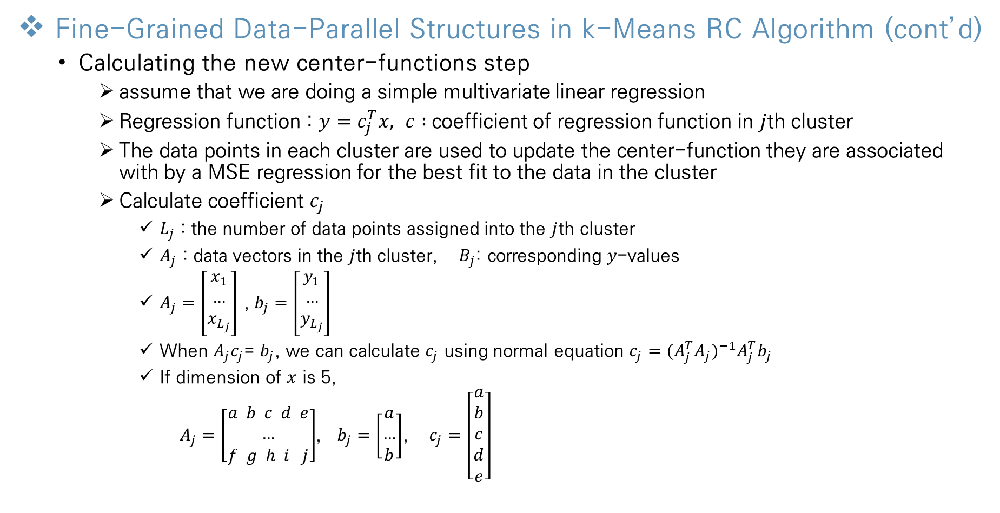 ❖ Fine-Grained Data-Parallel Structures in k-Means RC Algorithm (cont'd)
• Calculating the new center-functions step
➢ assume that we are doing a simple multivariate linear regression
➢ Regression function : $y = c_j^T x$, $c$ : coefficient of regression function in $j$th cluster
➢ The data points in each cluster are used to update the center-function they are associated
with by a MSE regression for the best fit to the data in the cluster
➢ Calculate coefficient $c_j$
✓ $L_j$ : the number of data points assigned into the $j$th cluster
✓ $A_j$ : data vectors in the $j$th cluster, $B_j$: corresponding $y$-values
✓ $A_j = \begin{bmatrix} x_1 \\ ... \\ x_{L_j} \end{bmatrix}$, $b_j = \begin{bmatrix} y_1 \\ ... \\ y_{L_j} \end{bmatrix}$
✓ When $A_j c_j = b_j$, we can calculate $c_j$ using normal equation $c_j = (A_j^T A_j)^{-1} A_j^T b_j$
✓ If dimension of $x$ is 5,
$A_j = \begin{bmatrix} a & b & c & d & e \\ & & ... & & \\ f & g & h & i & j \end{bmatrix}$, $b_j = \begin{bmatrix} a \\ ... \\ b \end{bmatrix}$, $c_j = \begin{bmatrix} a \\ b \\ c \\ d \\ e \end{bmatrix}$